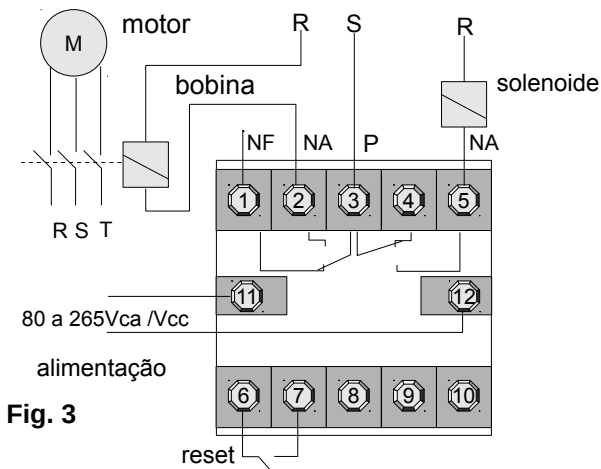 motor
R S R
M
bobina
solenoide
NF NA P NA
1 2 3 4 5
R S T
11 12
80 a 265Vca /Vcc
alimentação
6 7 8 9 10
Fig. 3
reset